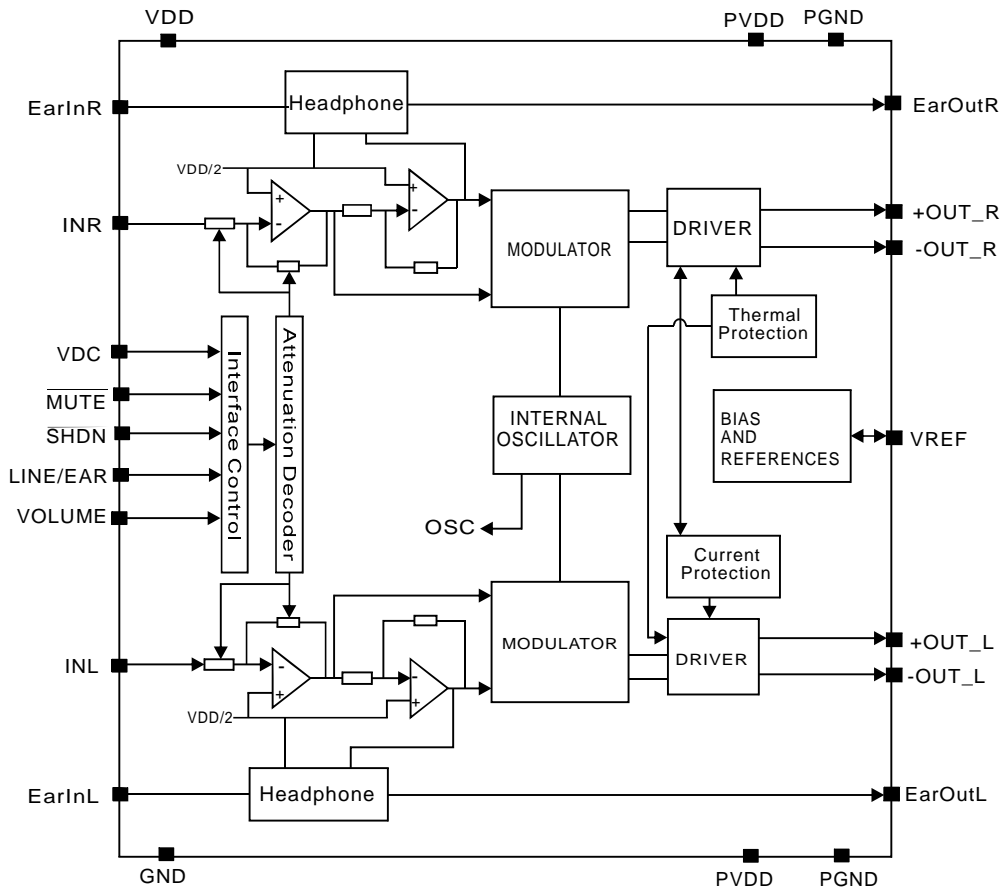 VDD
PVDD
PGND
EarInR
Headphone
EarOutR
VDD/2
+
-
+
-
INR
MODULATOR
DRIVER
+OUT_R
-OUT_R
Thermal
Protection
VDC
MUTE
SHDN
LINE/EAR
VOLUME
Interface Control
Attenuation Decoder
INTERNAL
OSCILLATOR
OSC
BIAS
AND
REFERENCES
VREF
Current
Protection
INL
-
+
-
+
VDD/2
MODULATOR
DRIVER
+OUT_L
-OUT_L
EarInL
Headphone
EarOutL
GND
PVDD
PGND